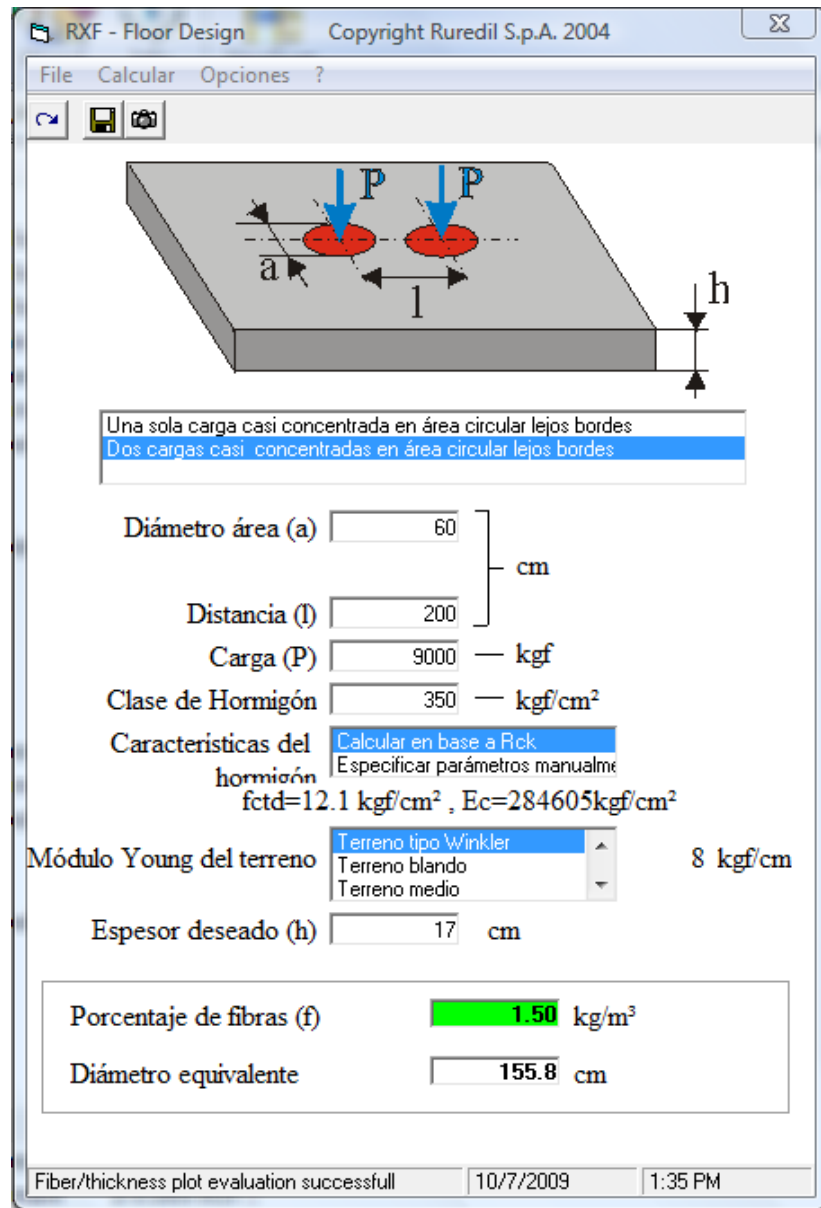 RXF - Floor Design Copyright Ruredil S.p.A. 2004
File Calcular Opciones ?
P P
a
l
h
Una sola carga casi concentrada en área circular lejos bordes
Dos cargas casi concentradas en área circular lejos bordes
Diámetro área (a) 60
cm
Distancia (l) 200
Carga (P) 9000 kgf
Clase de Hormigón 350 kgf/cm²
Características del
hormigón
Calcular en base a Rck
Especificar parámetros manualme
fctd=12.1 kgf/cm² , Ec=284605kgf/cm²
Módulo Young del terreno
Terreno tipo Winkler
Terreno blando
Terreno medio
8 kgf/cm
Espesor deseado (h) 17 cm
Porcentaje de fibras (f) 1.50 kg/m³
Diámetro equivalente 155.8 cm
Fiber/thickness plot evaluation successfull 10/7/2009 1:35 PM